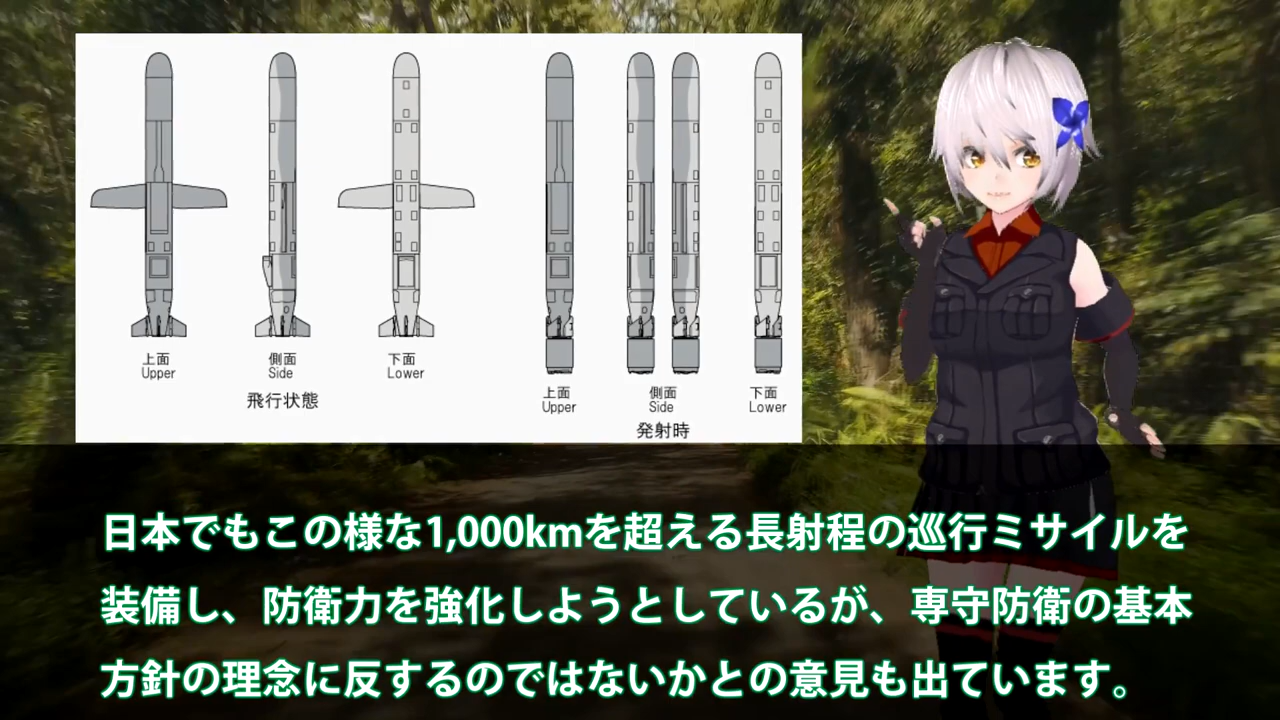 上面
Upper
側面
Side
下面
Lower
飛行状態
上面
Upper
側面
Side
下面
Lower
発射時
日本でもこの様な1,000kmを超える長射程の巡行ミサイルを
装備し、防衛力を強化しようとしているが、専守防衛の基本
方針の理念に反するのではないかとの意見も出ています。